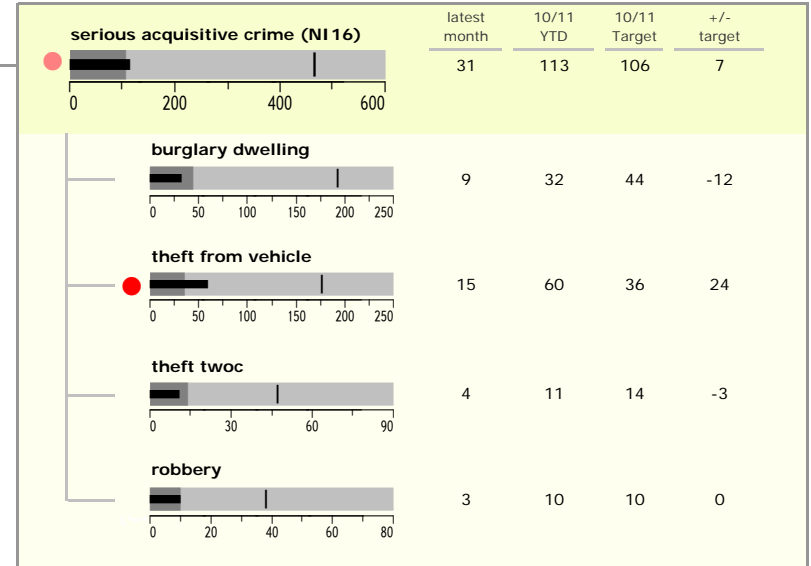 latest 10/11 10/11 +/-
month YTD Target target
serious acquisitive crime (NI16)
31 113 106 7
0 200 400 600
burglary dwelling
9 32 44 -12
0 50 100 150 200 250
theft from vehicle
15 60 36 24
0 50 100 150 200 250
theft twoc
4 11 14 -3
0 30 60 90
robbery
3 10 10 0
0 20 40 60 80